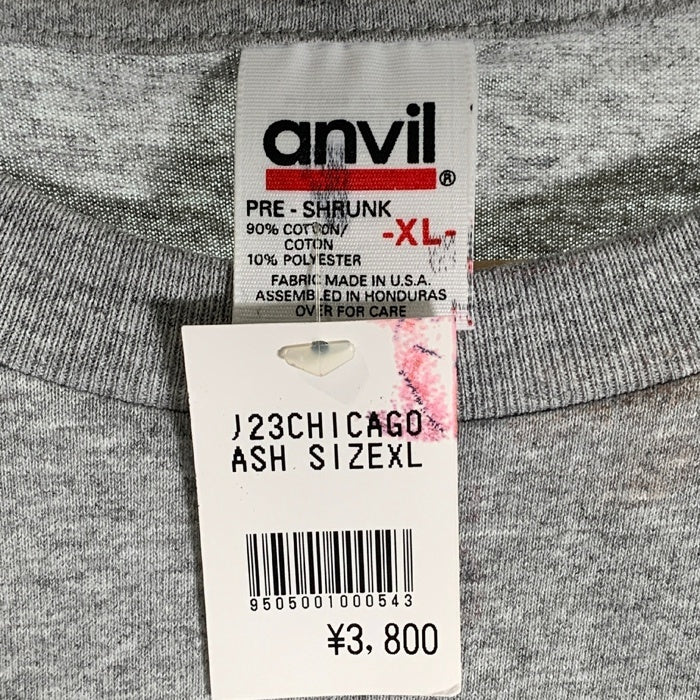 anvil®
PRE - SHRUNK
90% COTTON/
COTON
-XL-
10% POLYESTER
FABRIC MADE IN U.S.A.
ASSEMBLED IN HONDURAS
OVER FOR CARE
J23CHICAGO
ASH SIZEXL
9505001000543
¥3,800